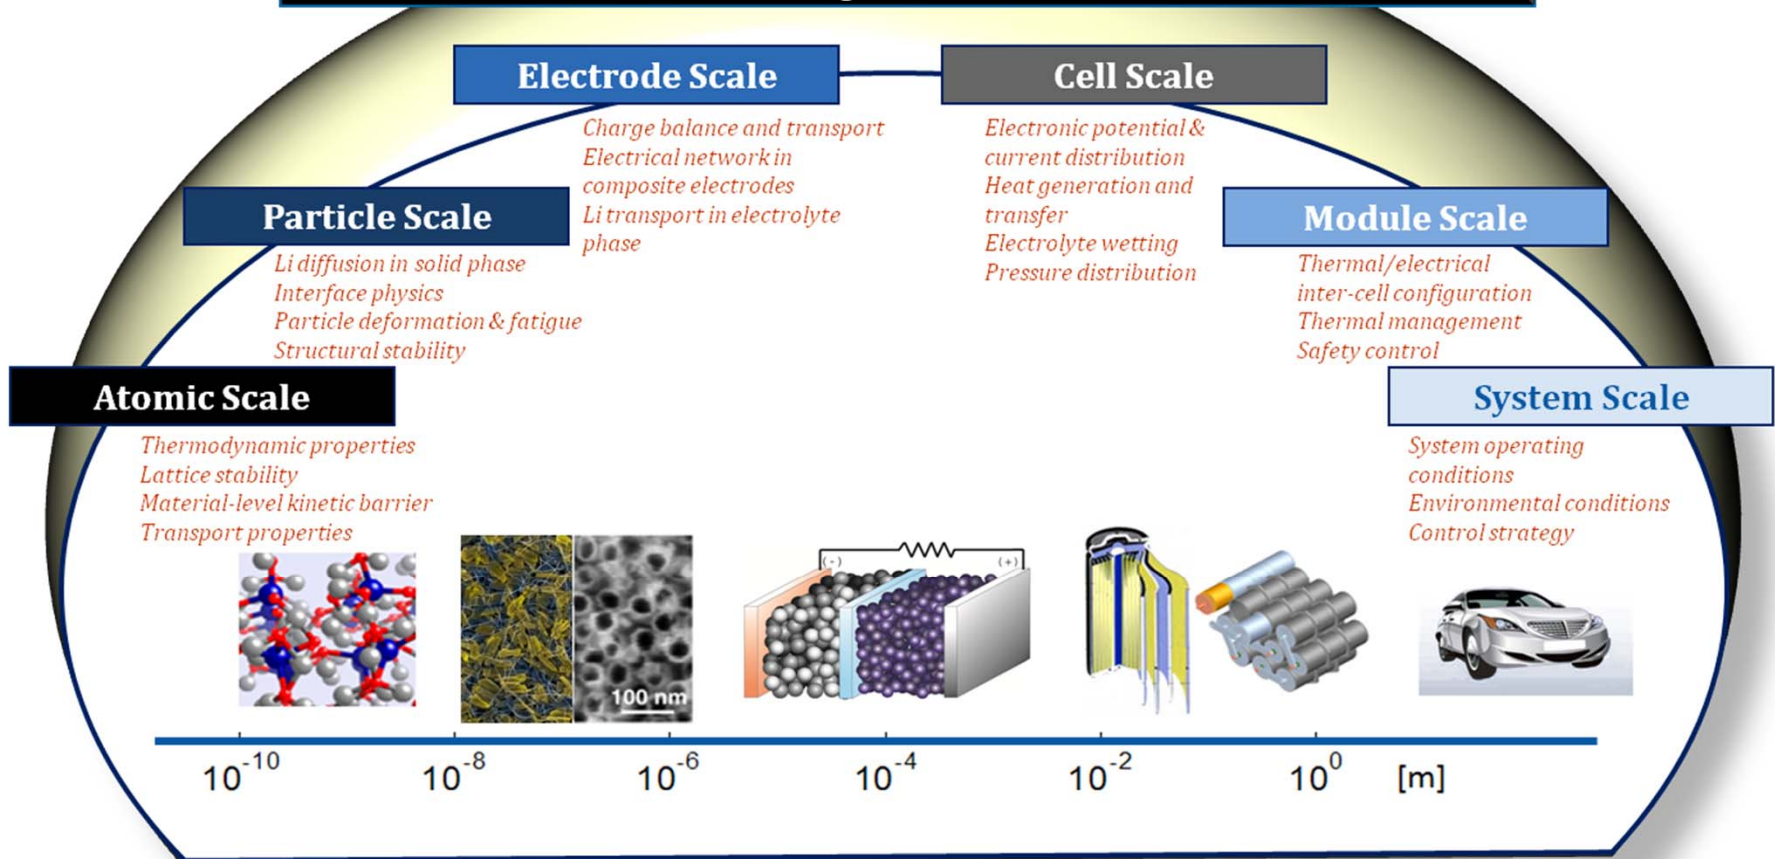 Electrode Scale
Charge balance and transport
Electrical network in
composite electrodes
Li transport in electrolyte
phase
Cell Scale
Electronic potential &
current distribution
Heat generation and
transfer
Electrolyte wetting
Pressure distribution
Particle Scale
Li diffusion in solid phase
Interface physics
Particle deformation & fatigue
Structural stability
Module Scale
Thermal/electrical
inter-cell configuration
Thermal management
Safety control
Atomic Scale
Thermodynamic properties
Lattice stability
Material-level kinetic barrier
Transport properties
System Scale
System operating
conditions
Environmental conditions
Control strategy
(-)
(+)
100 nm
10^-10 10^-8 10^-6 10^-4 10^-2 10^0 [m]